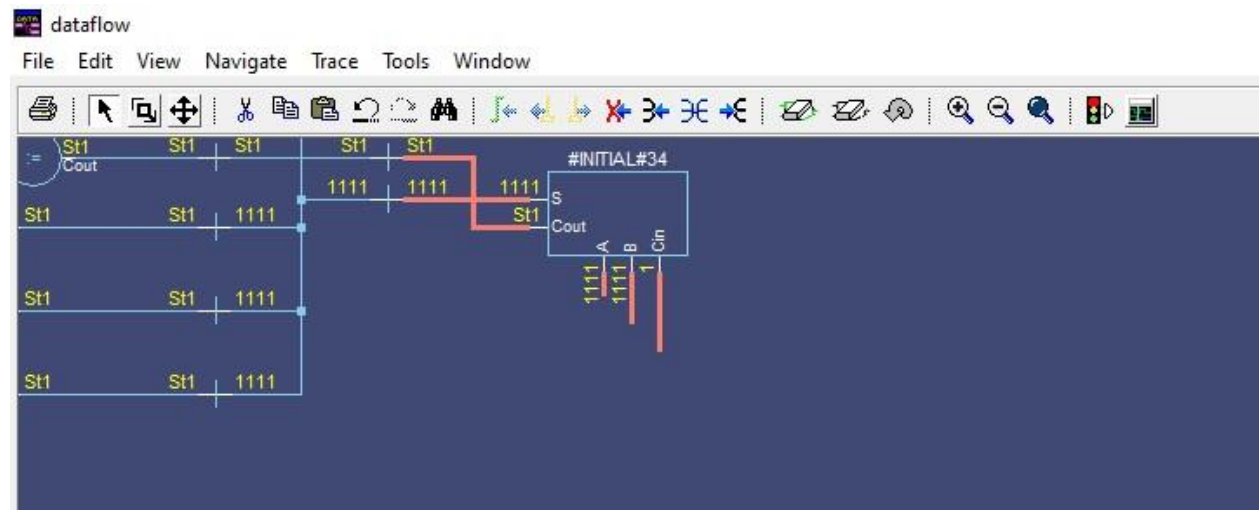 dataflow
File Edit View Navigate Trace Tools Window
St1 St1 St1 St1 St1
:= Cout
#INITIAL#34
1111 1111 1111 S
St1 St1 1111 St1 Cout
A B Cin
1111 1111 1
St1 St1 1111
St1 St1 1111